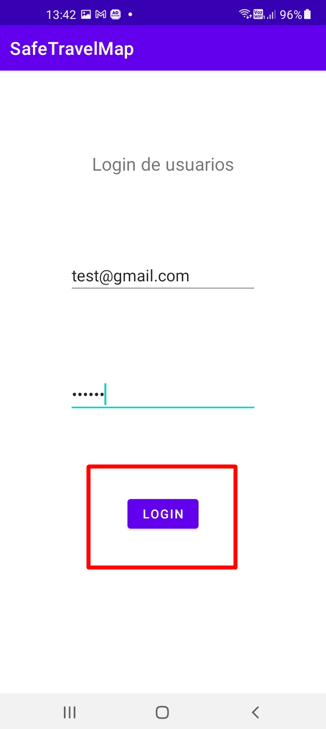 13:42 96%
SafeTravelMap
Login de usuarios
test@gmail.com
••••••
LOGIN